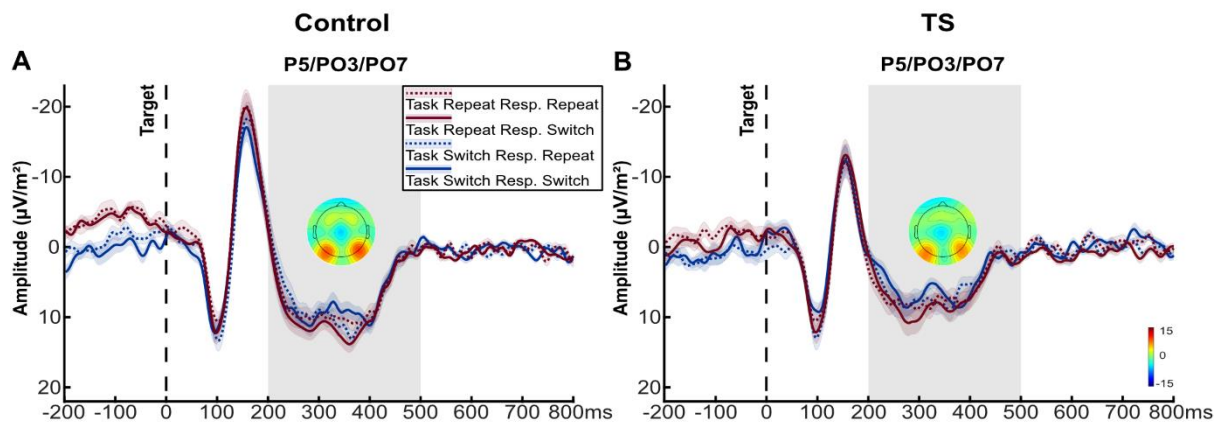 Control
TS
A
P5/PO3/PO7
B
P5/PO3/PO7
Amplitude (µV/m²)
-20
-10
0
10
20
Target
Task Repeat Resp. Repeat
Task Repeat Resp. Switch
Task Switch Resp. Repeat
Task Switch Resp. Switch
-200 -100 0 100 200 300 400 500 600 700 800ms
Amplitude (µV/m²)
-20
-10
0
10
20
Target
15
0
-15
-200 -100 0 100 200 300 400 500 600 700 800ms